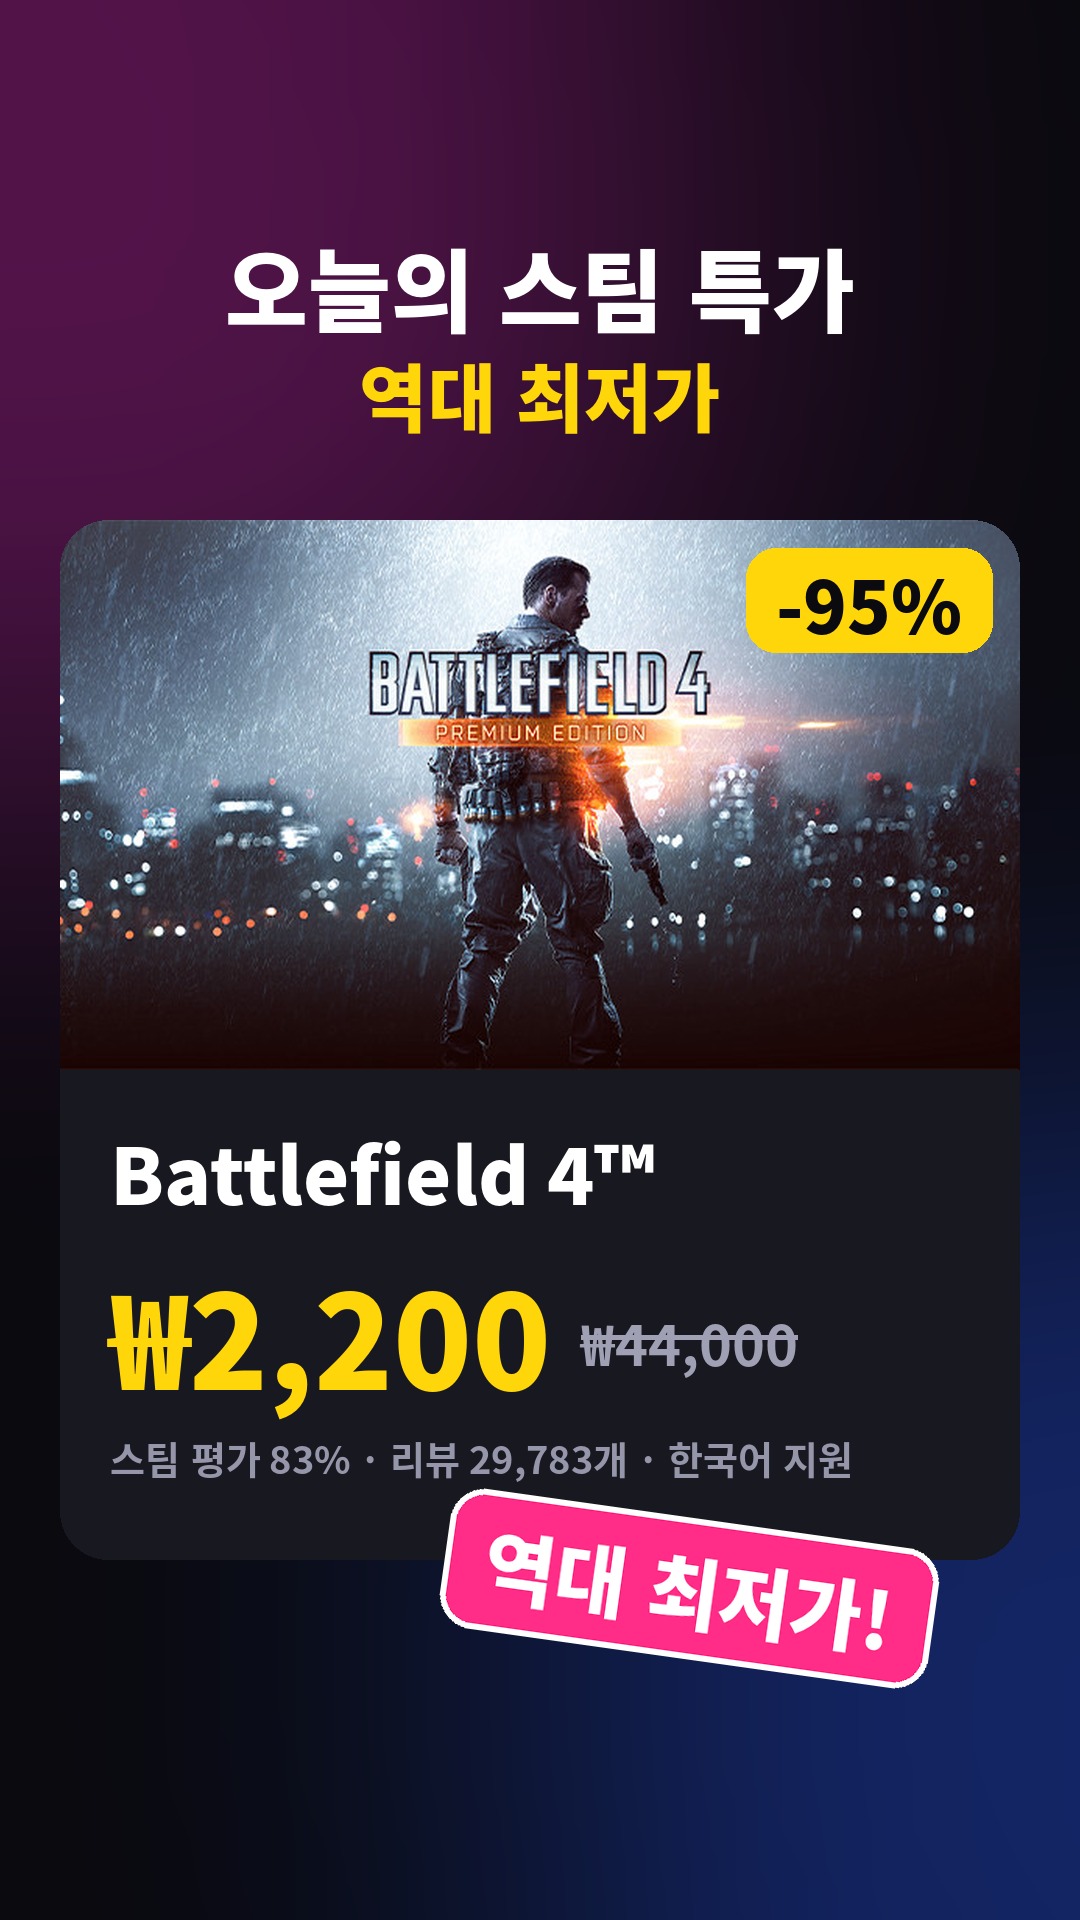 오늘의 스팀 특가
역대 최저가
-95%
BATTLEFIELD 4
PREMIUM EDITION
Battlefield 4™
₩2,200 ₩44,000
스팀 평가 83% · 리뷰 29,783개 · 한국어 지원
역대 최저가!